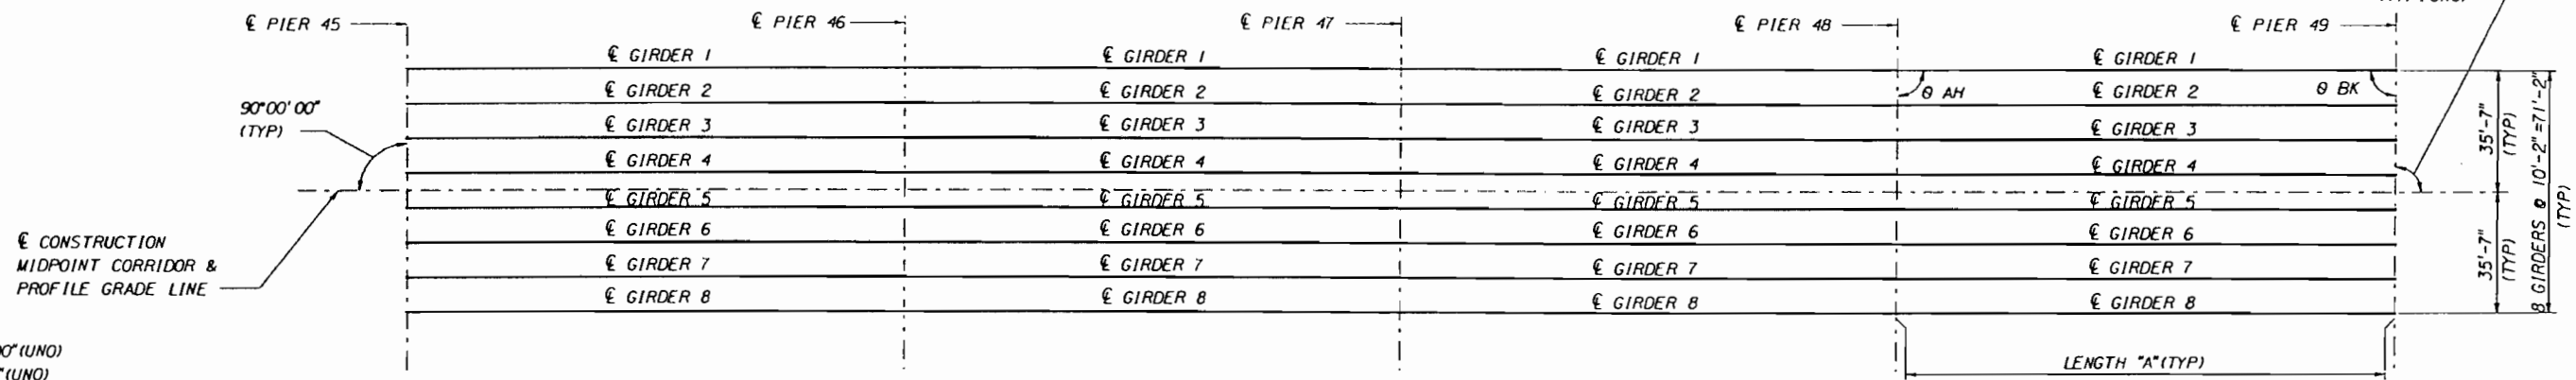 ℄ PIER 45
℄ PIER 46
℄ PIER 47
℄ PIER 48
℄ PIER 49
℄ GIRDER 1
℄ GIRDER 1
℄ GIRDER 1
℄ GIRDER 1
90°00'00"
(TYP)
℄ GIRDER 2
℄ GIRDER 2
℄ GIRDER 2
θ AH
℄ GIRDER 2
θ BK
℄ GIRDER 3
℄ GIRDER 3
℄ GIRDER 3
℄ GIRDER 3
℄ GIRDER 4
℄ GIRDER 4
℄ GIRDER 4
℄ GIRDER 4
℄ GIRDER 5
℄ GIRDER 5
℄ GIRDER 5
℄ GIRDER 5
℄ GIRDER 6
℄ GIRDER 6
℄ GIRDER 6
℄ GIRDER 6
℄ GIRDER 7
℄ GIRDER 7
℄ GIRDER 7
℄ GIRDER 7
℄ GIRDER 8
℄ GIRDER 8
℄ GIRDER 8
℄ GIRDER 8
℄ CONSTRUCTION
MIDPOINT CORRIDOR &
PROFILE GRADE LINE
35'-7"
(TYP)
35'-7"
(TYP)
8 GIRDERS @ 10'-2"=71'-2"
(TYP)
LENGTH "A"(TYP)
(UNO)
(UNO)